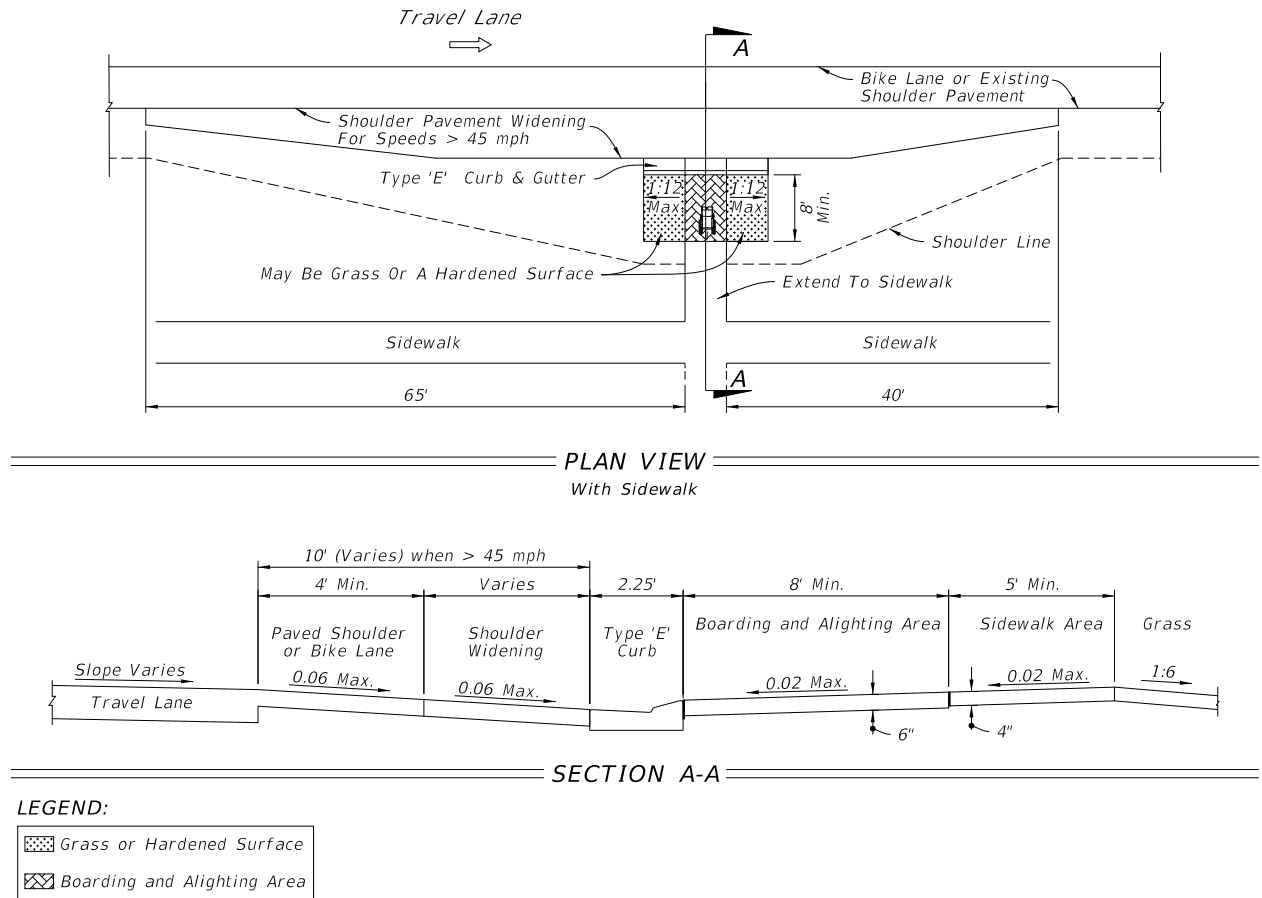 Travel Lane
A
Bike Lane or Existing
Shoulder Pavement
Shoulder Pavement Widening
For Speeds > 45 mph
Type 'E' Curb & Gutter
1:12
Max
1:12
Max
8'
Min.
Shoulder Line
May Be Grass Or A Hardened Surface
Extend To Sidewalk
Sidewalk
Sidewalk
A
65'
40'
PLAN VIEW
With Sidewalk
10' (Varies) when > 45 mph
4' Min.
Varies
2.25'
8' Min.
5' Min.
Paved Shoulder
or Bike Lane
Shoulder
Widening
Type 'E'
Curb
Boarding and Alighting Area
Sidewalk Area
Grass
Slope Varies
0.06 Max.
0.06 Max.
0.02 Max.
0.02 Max.
1:6
Travel Lane
6"
4"
SECTION A-A
LEGEND:
Grass or Hardened Surface
Boarding and Alighting Area